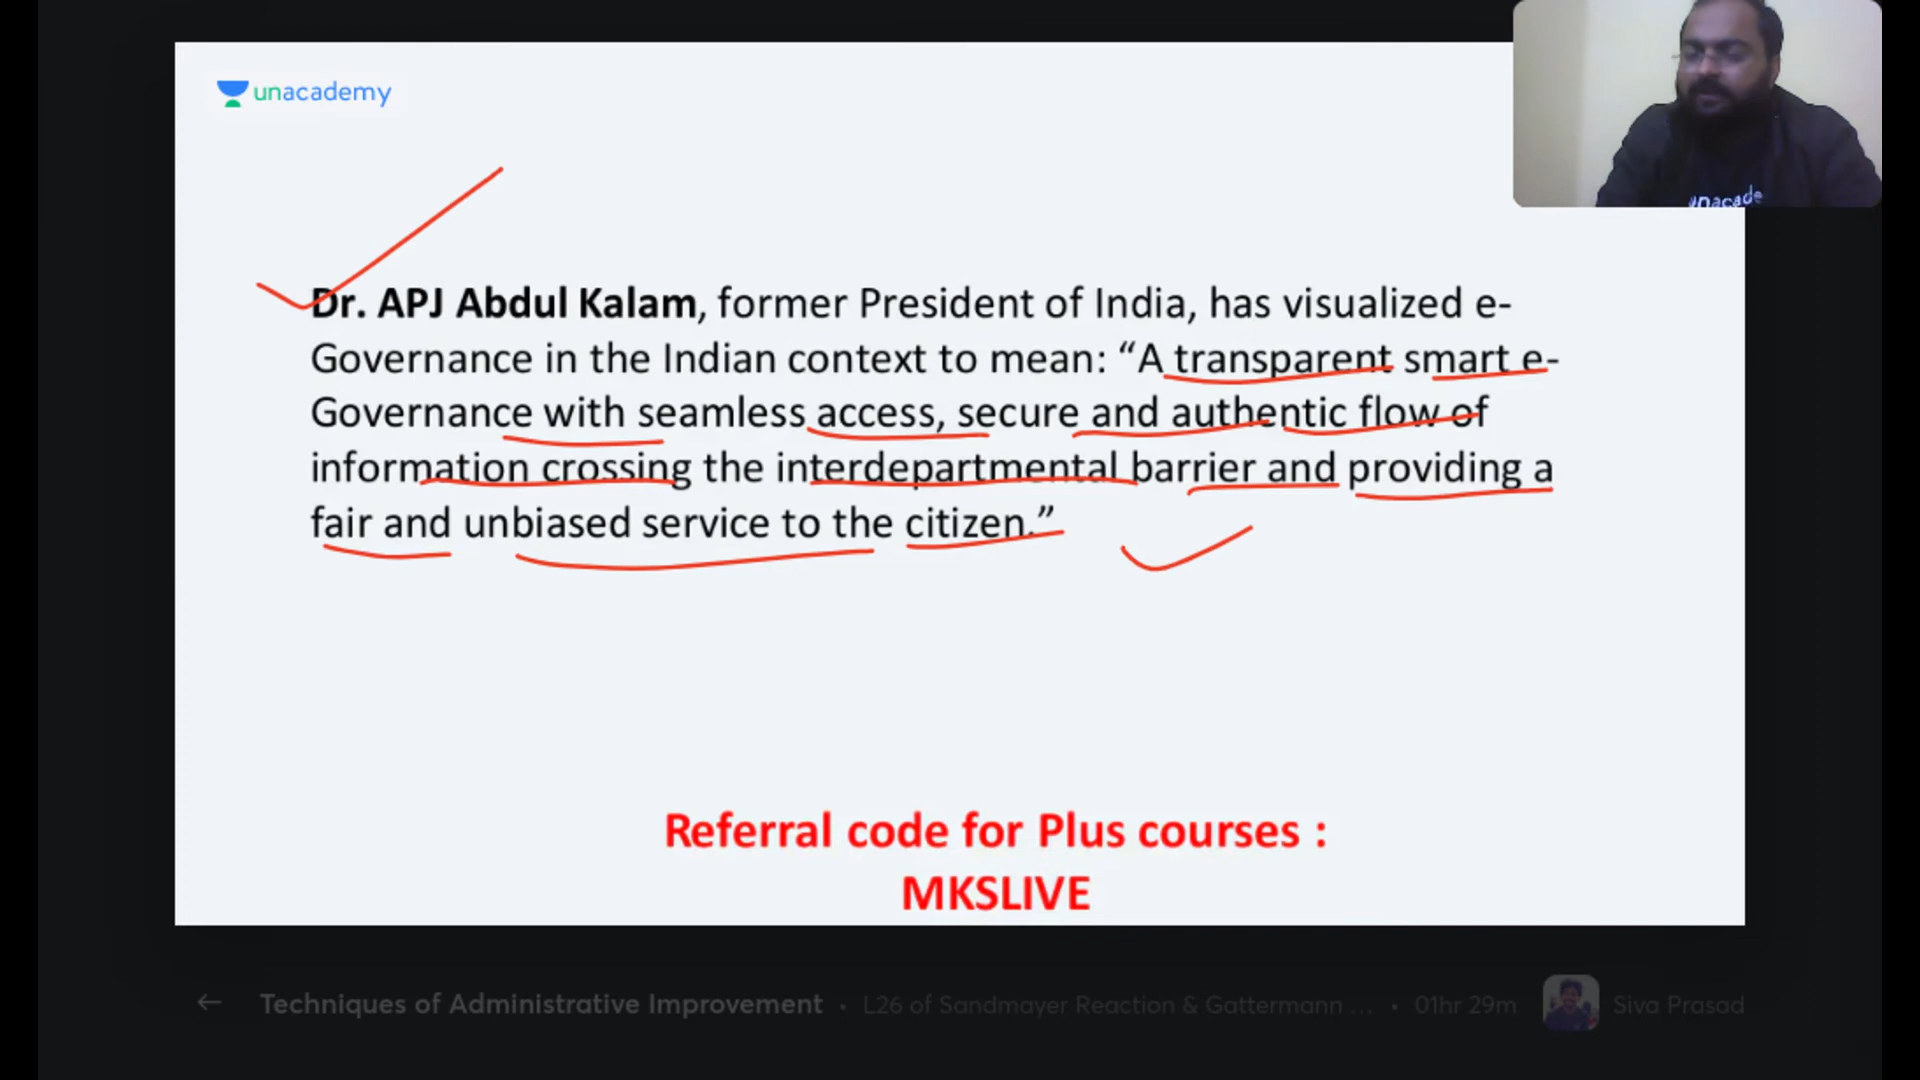 unacademy
unacade
Dr. APJ Abdul Kalam, former President of India, has visualized e-
Governance in the Indian context to mean: “A transparent smart e-
Governance with seamless access, secure and authentic flow of
information crossing the interdepartmental barrier and providing a
fair and unbiased service to the citizen.”
Referral code for Plus courses :
MKSLIVE
Techniques of Administrative Improvement • L26 of Sandmayer Reaction & Gattermann ... • 01hr 29m Siva Prasad